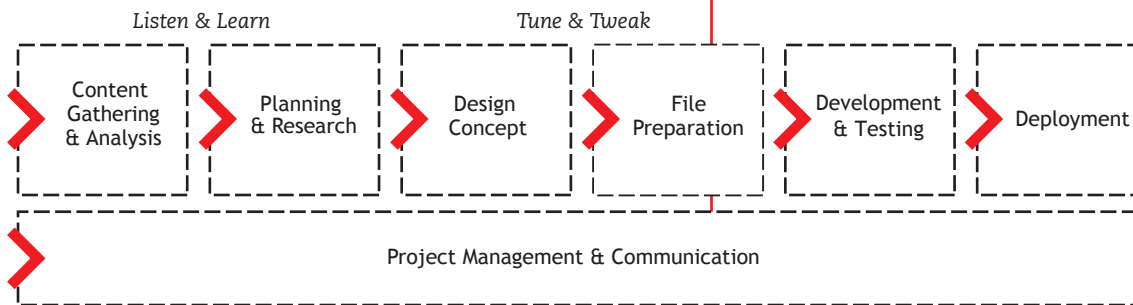 Listen & Learn
Tune & Tweak
Content
Gathering
& Analysis
Planning
& Research
Design
Concept
File
Preparation
Development
& Testing
Deployment
Project Management & Communication